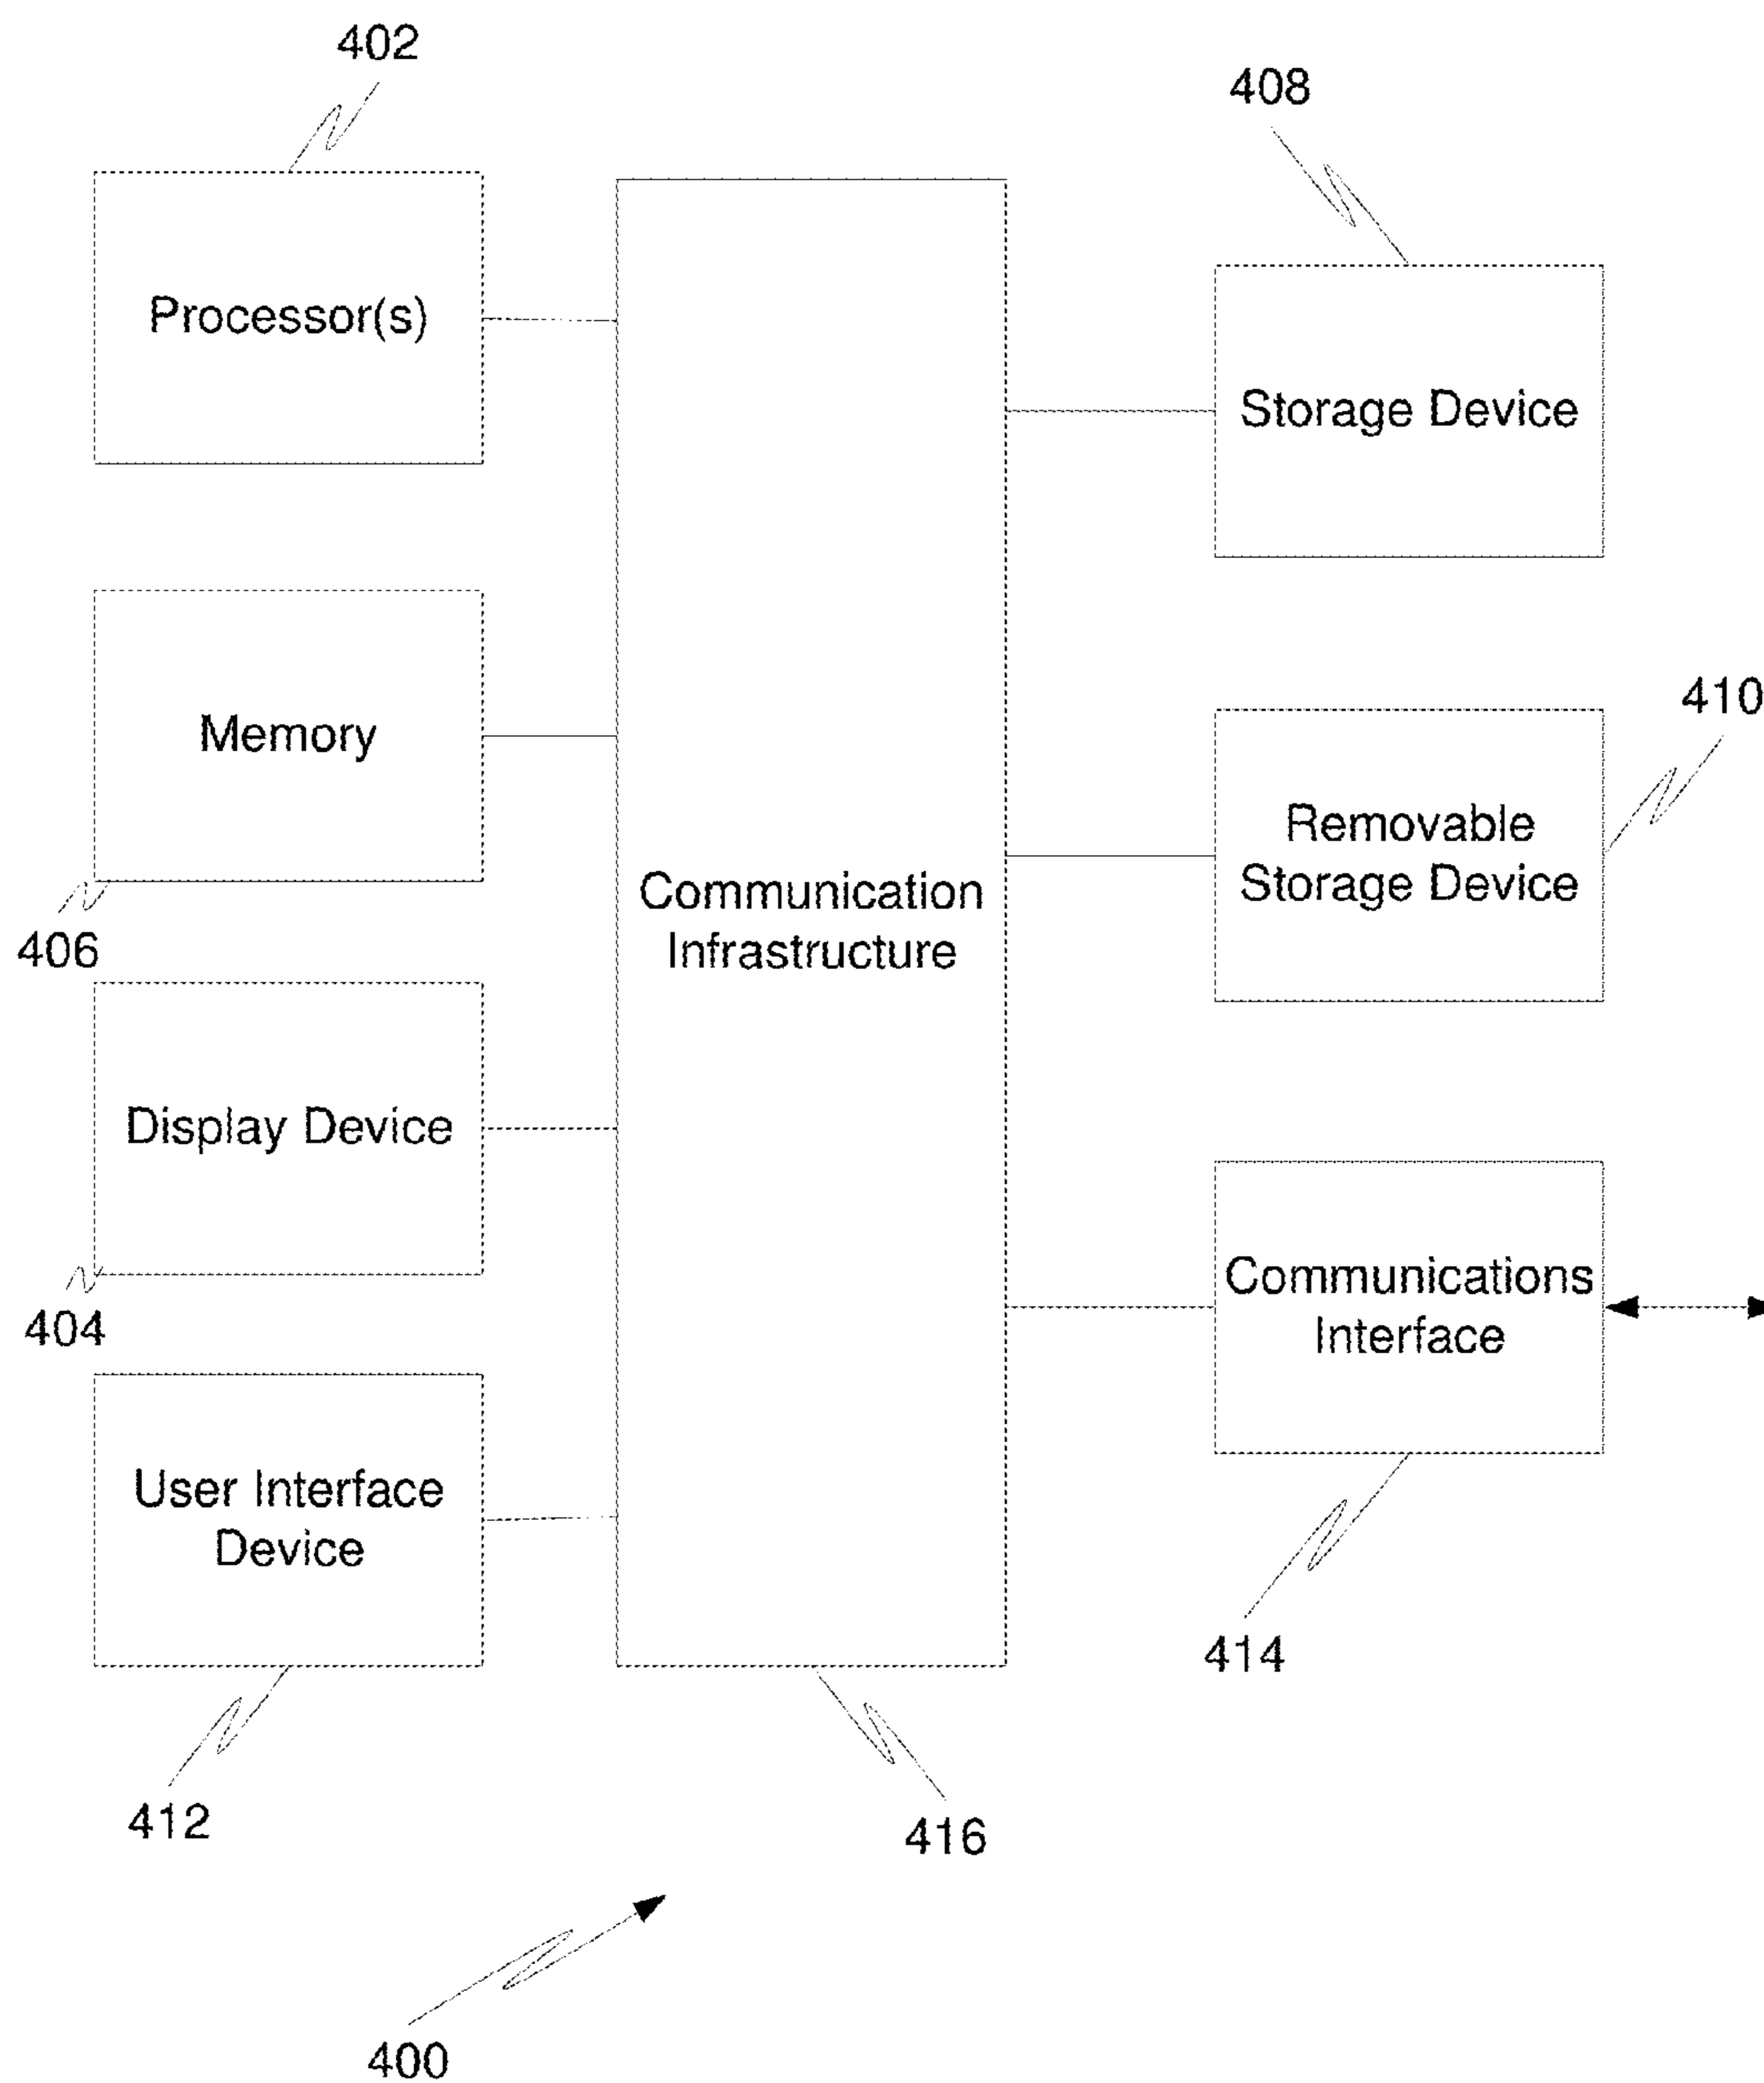 402
408
Processor(s)
Storage Device
410
Memory
Removable
Storage Device
Communication
Infrastructure
406
Display Device
Communications
Interface
404
User Interface
Device
414
412
416
400